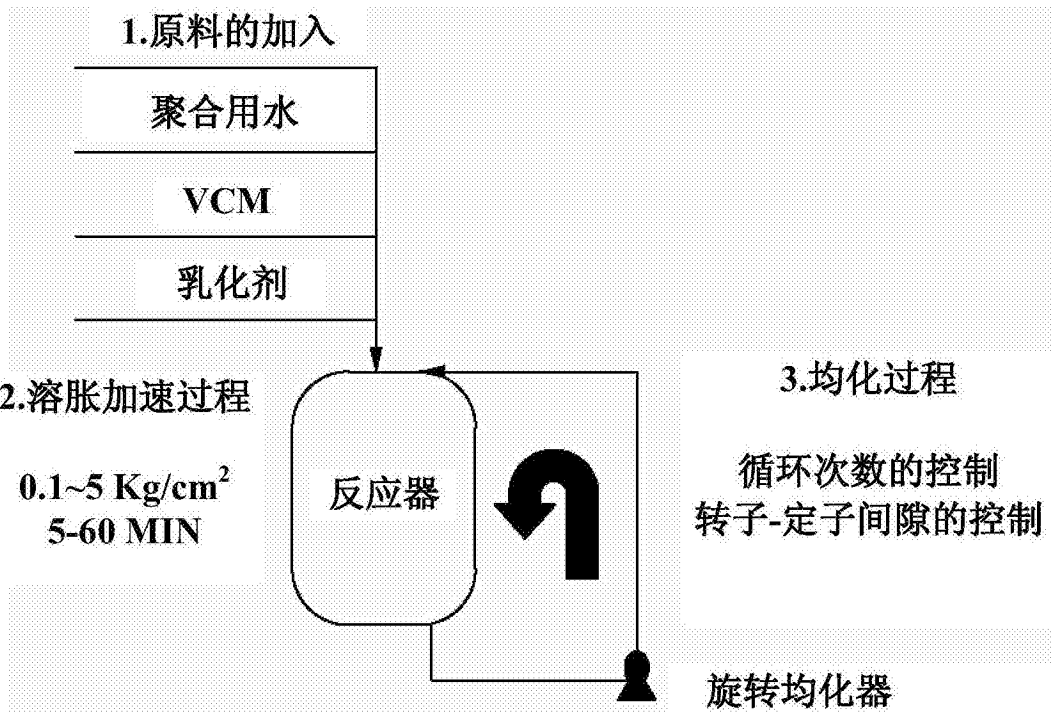 1.原料的加入
聚合用水
VCM
乳化剂
2.溶胀加速过程
0.1~5 Kg/cm²
5-60 MIN
反应器
3.均化过程
循环次数的控制
转子-定子间隙的控制
旋转均化器